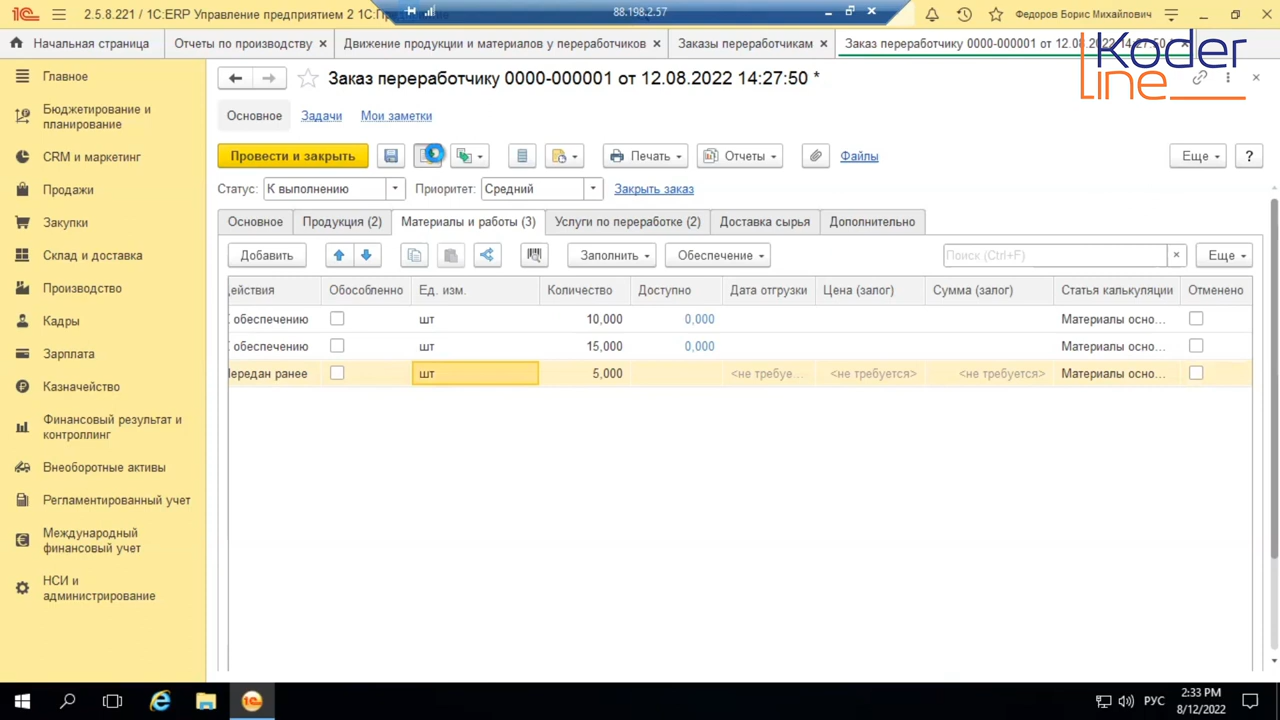 2.5.8.221 / 1C:ERP Управление предприятием 2 1С:
88.198.2.57
Федоров Борис Михайлович
Начальная страница
Отчеты по производству
Движение продукции и материалов у переработчиков
Заказы переработчикам
Заказ переработчику 0000-000001 от 12.08.2022 14:27:50 *
Koder
line
Главное
Бюджетирование и
планирование
CRM и маркетинг
Продажи
Закупки
Склад и доставка
Производство
Кадры
Зарплата
Казначейство
Финансовый результат и
контроллинг
Внеоборотные активы
Регламентированный учет
Международный
финансовый учет
НСИ и
администрирование
Заказ переработчику 0000-000001 от 12.08.2022 14:27:50 *
Основное Задачи Мои заметки
Провести и закрыть Печать Отчеты Файлы Еще ?
Статус: К выполнению Приоритет: Средний Закрыть заказ
Основное Продукция (2) Материалы и работы (3) Услуги по переработке (2) Доставка сырья Дополнительно
Добавить Заполнить Обеспечение Поиск (Ctrl+F) × Еще
действия Обособленно Ед. изм. Количество Доступно Дата отгрузки Цена (залог) Сумма (залог) Статья калькуляции Отменено
обеспечению шт 10,000 0,000 Материалы осно...
обеспечению шт 15,000 0,000 Материалы осно...
Передан ранее шт 5,000 <не требуе... <не требуется> <не требуется> Материалы осно...
РУС
2:33 PM
8/12/2022